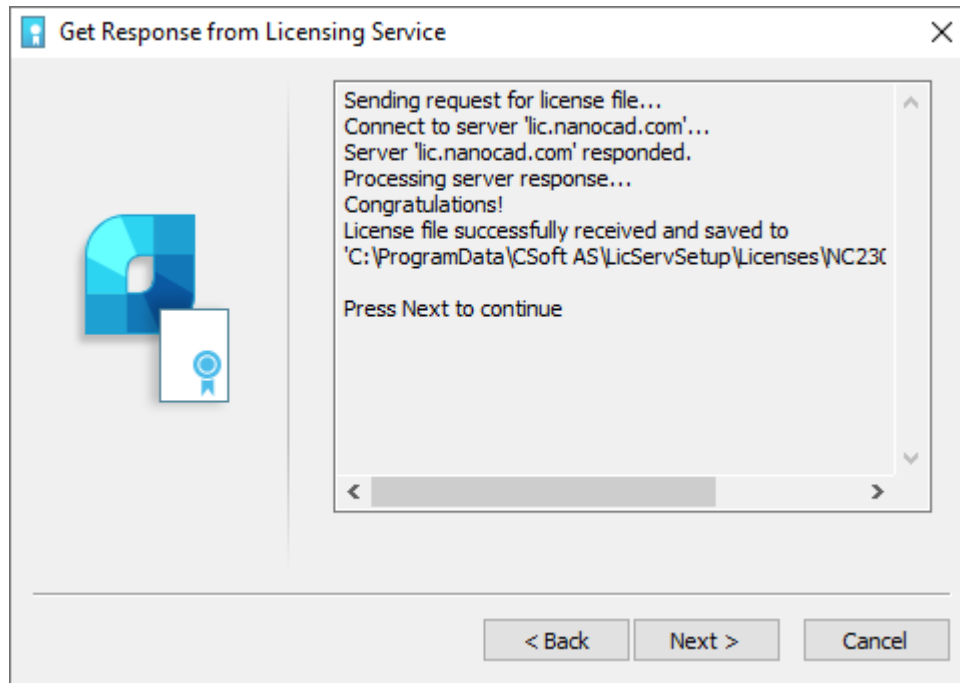 Get Response from Licensing Service
Sending request for license file...
Connect to server 'lic.nanocad.com'...
Server 'lic.nanocad.com' responded.
Processing server response...
Congratulations!
License file successfully received and saved to
'C:\ProgramData\CSoft AS\LicServSetup\Licenses\NC230
Press Next to continue
< Back
Next >
Cancel